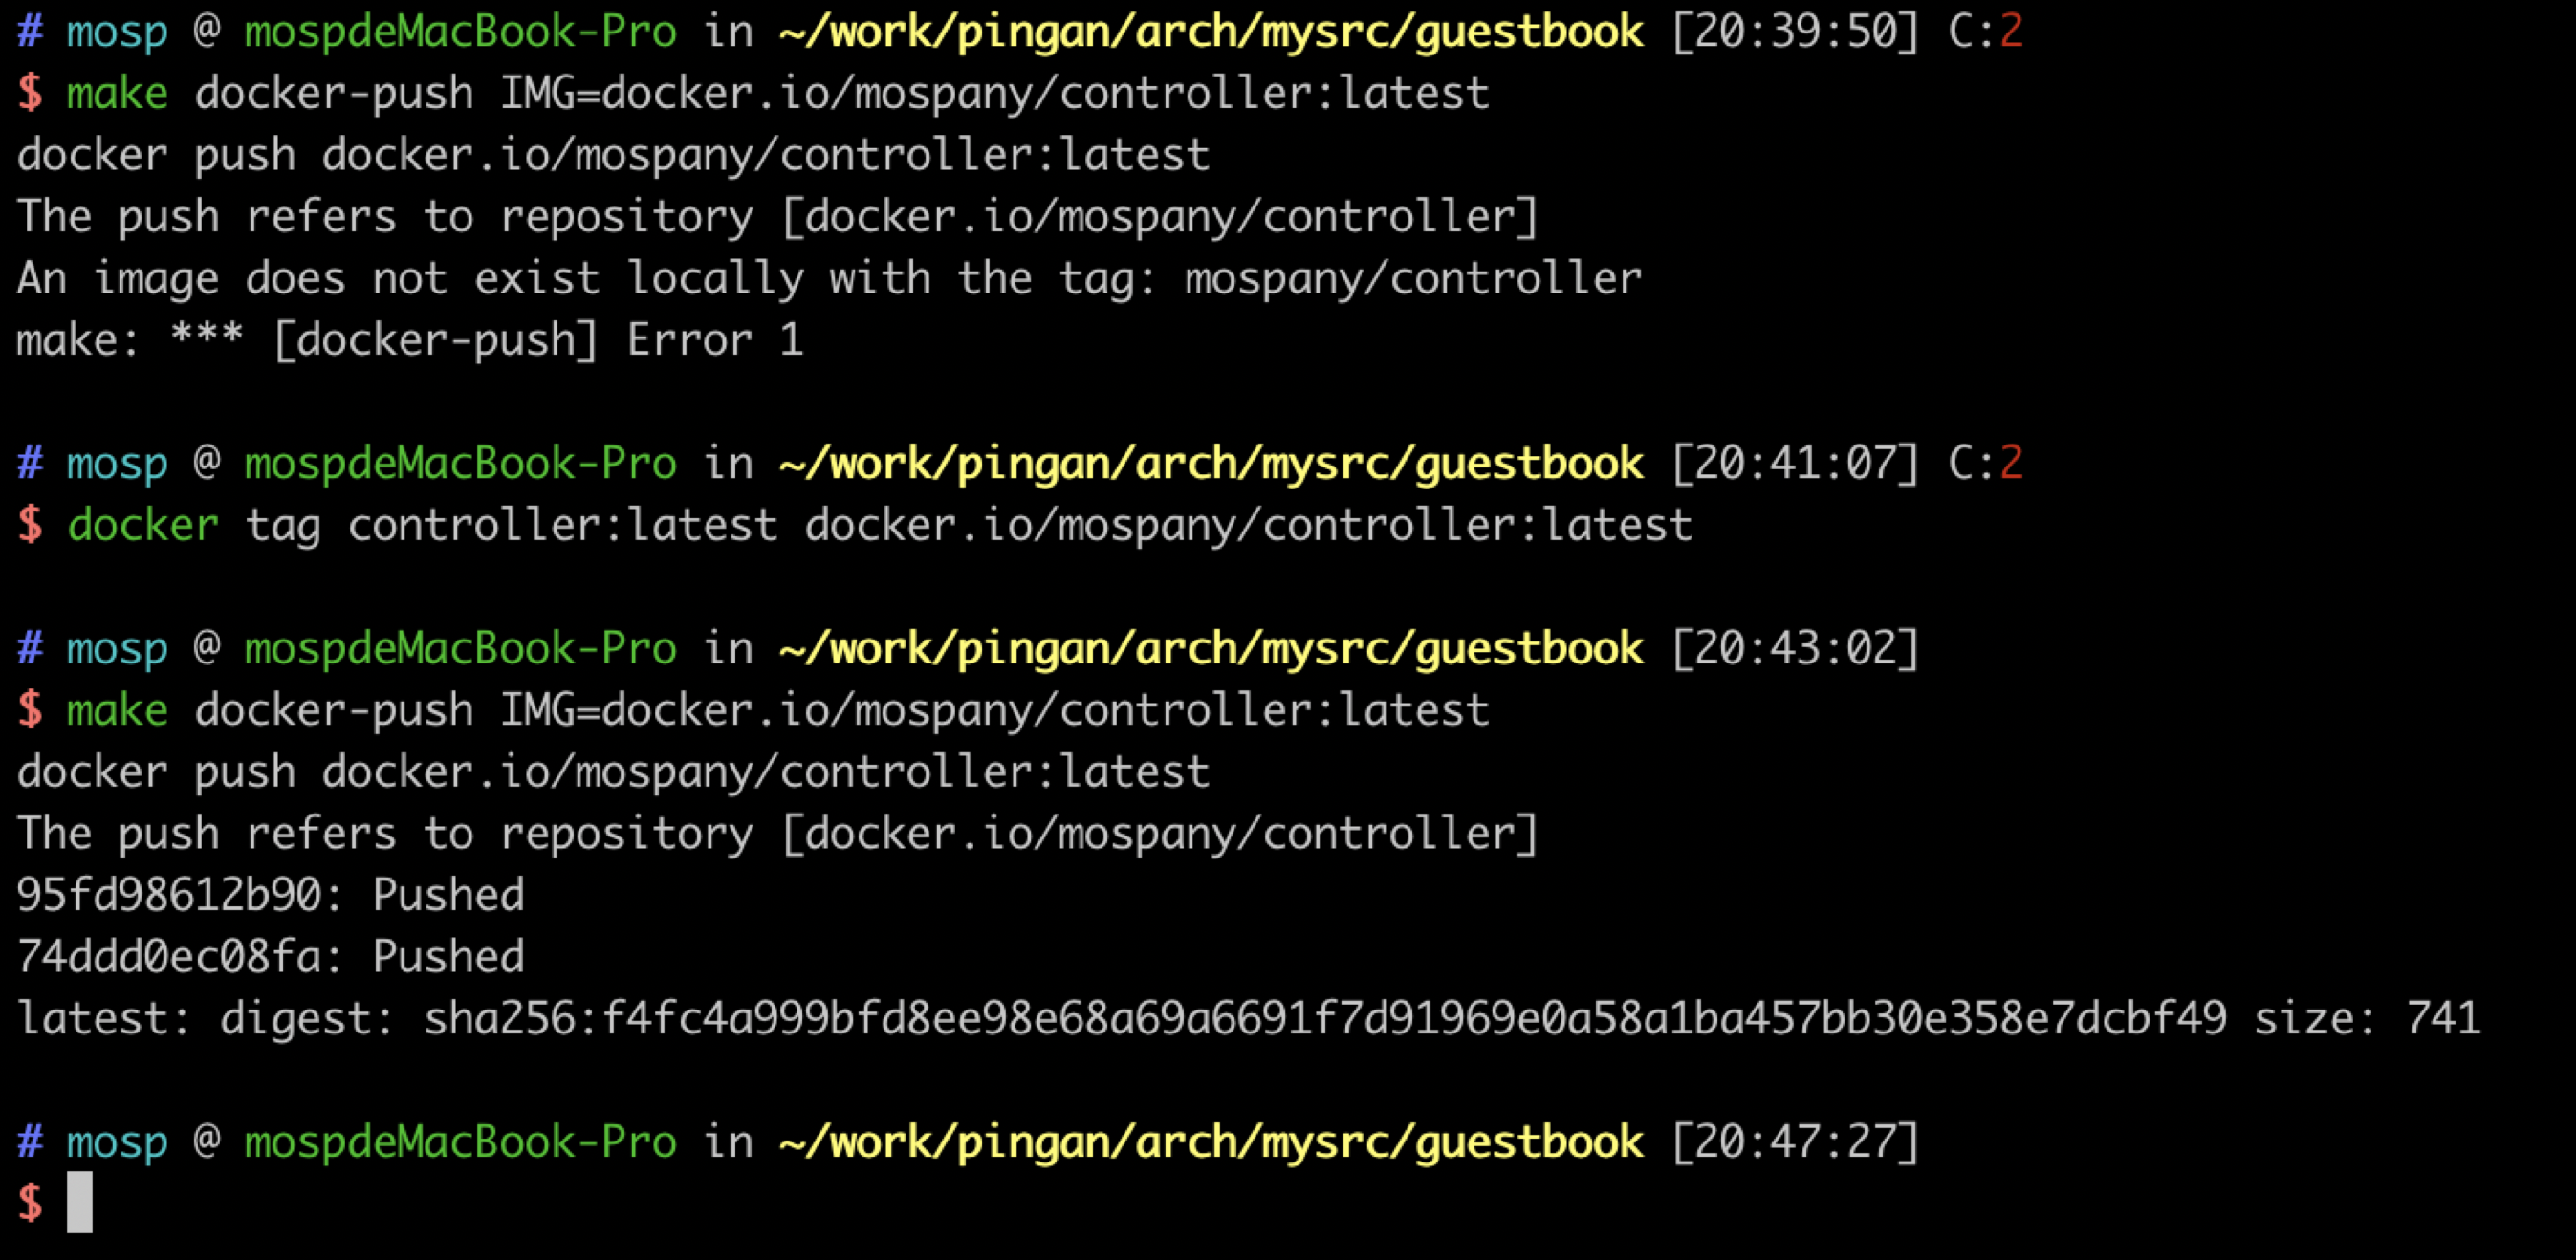 # mosp @ mospdeMacBook-Pro in ~/work/pingan/arch/mysrc/guestbook [20:39:50] C:2
$ make docker-push IMG=docker.io/mospany/controller:latest
docker push docker.io/mospany/controller:latest
The push refers to repository [docker.io/mospany/controller]
An image does not exist locally with the tag: mospany/controller
make: *** [docker-push] Error 1
# mosp @ mospdeMacBook-Pro in ~/work/pingan/arch/mysrc/guestbook [20:41:07] C:2
$ docker tag controller:latest docker.io/mospany/controller:latest
# mosp @ mospdeMacBook-Pro in ~/work/pingan/arch/mysrc/guestbook [20:43:02]
$ make docker-push IMG=docker.io/mospany/controller:latest
docker push docker.io/mospany/controller:latest
The push refers to repository [docker.io/mospany/controller]
95fd98612b90: Pushed
74ddd0ec08fa: Pushed
latest: digest: sha256:f4fc4a999bfd8ee98e68a69a6691f7d91969e0a58a1ba457bb30e358e7dcbf49 size: 741
# mosp @ mospdeMacBook-Pro in ~/work/pingan/arch/mysrc/guestbook [20:47:27]
$